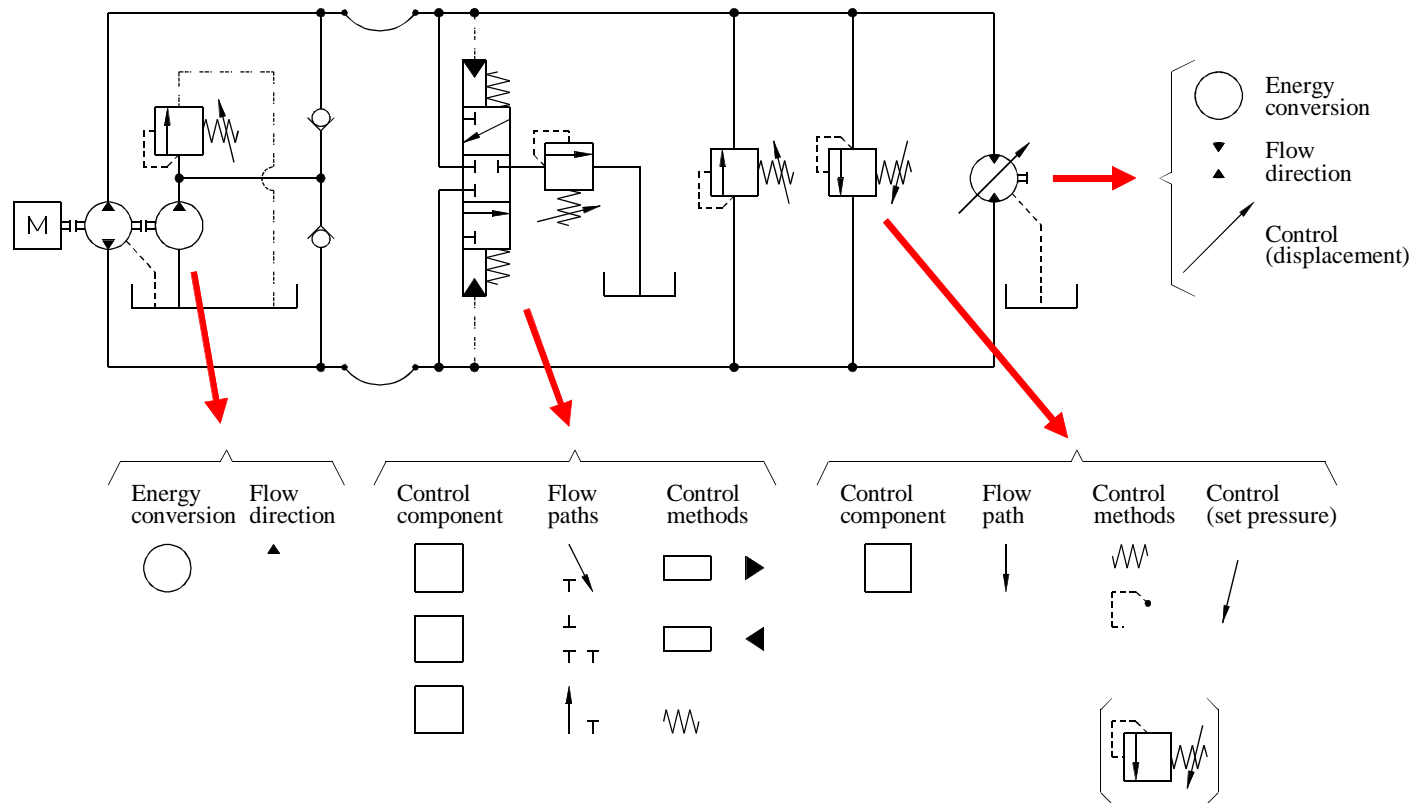 M
Energy
conversion
Flow
direction
Control
(displacement)
Energy
conversion
Flow
direction
Control
component
Flow
paths
Control
methods
Control
component
Flow
path
Control
methods
Control
(set pressure)